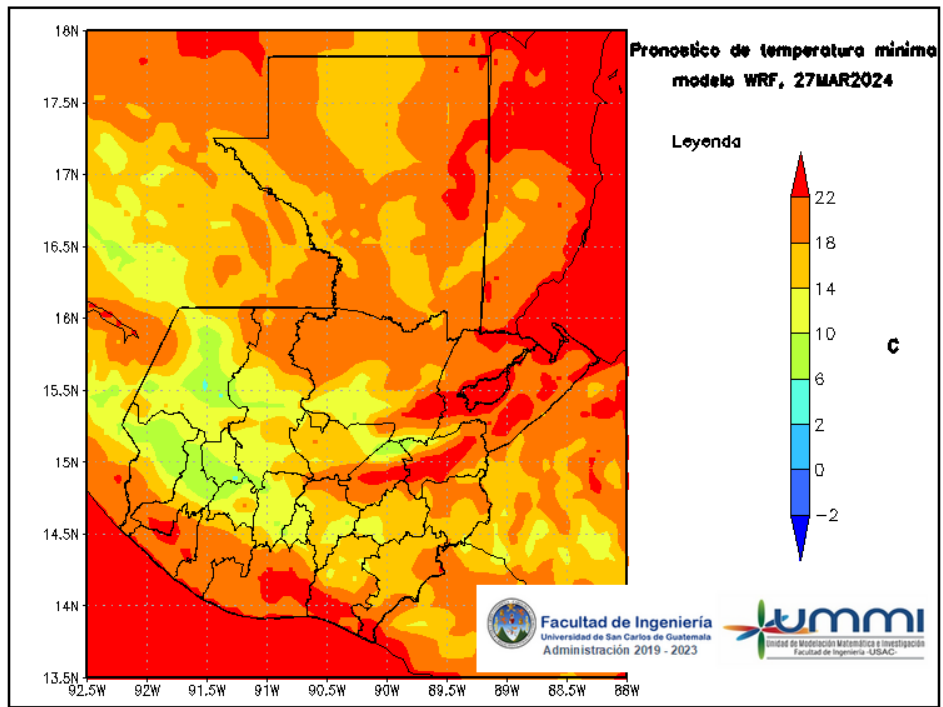 Pronostico de temperatura minima
modelo WRF, 27MAR2024
Leyenda
22
18
14
10
6
2
0
−2
C
18N
17.5N
17N
16.5N
16N
15.5N
15N
14.5N
14N
13.5N
92.5W 92W 91.5W 91W 90.5W 90W 89.5W 89W 88.5W 88W
Facultad de Ingeniería
Universidad de San Carlos de Guatemala
Administración 2019 - 2023
UMMI
Unidad de Modelación Matemática e Investigación
Facultad de Ingeniería -USAC-